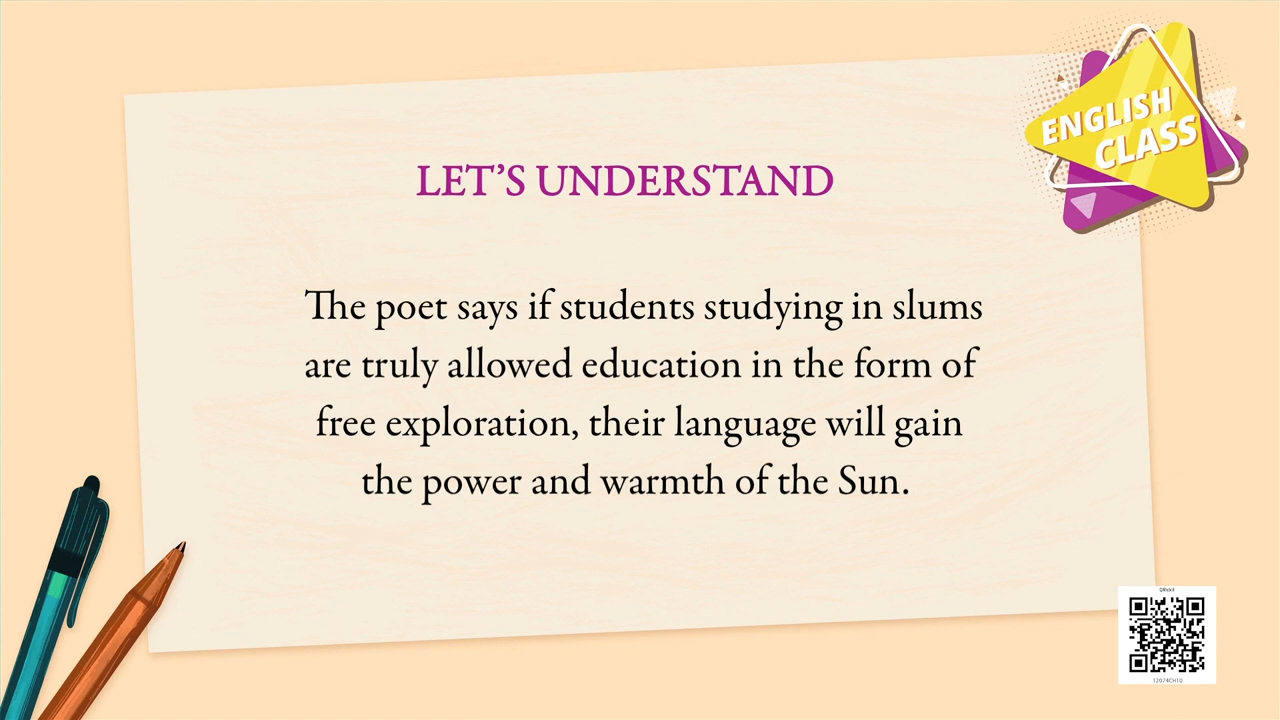 ENGLISH
CLASS
LET'S UNDERSTAND
The poet says if students studying in slums
are truly allowed education in the form of
free exploration, their language will gain
the power and warmth of the Sun.
12074CH10